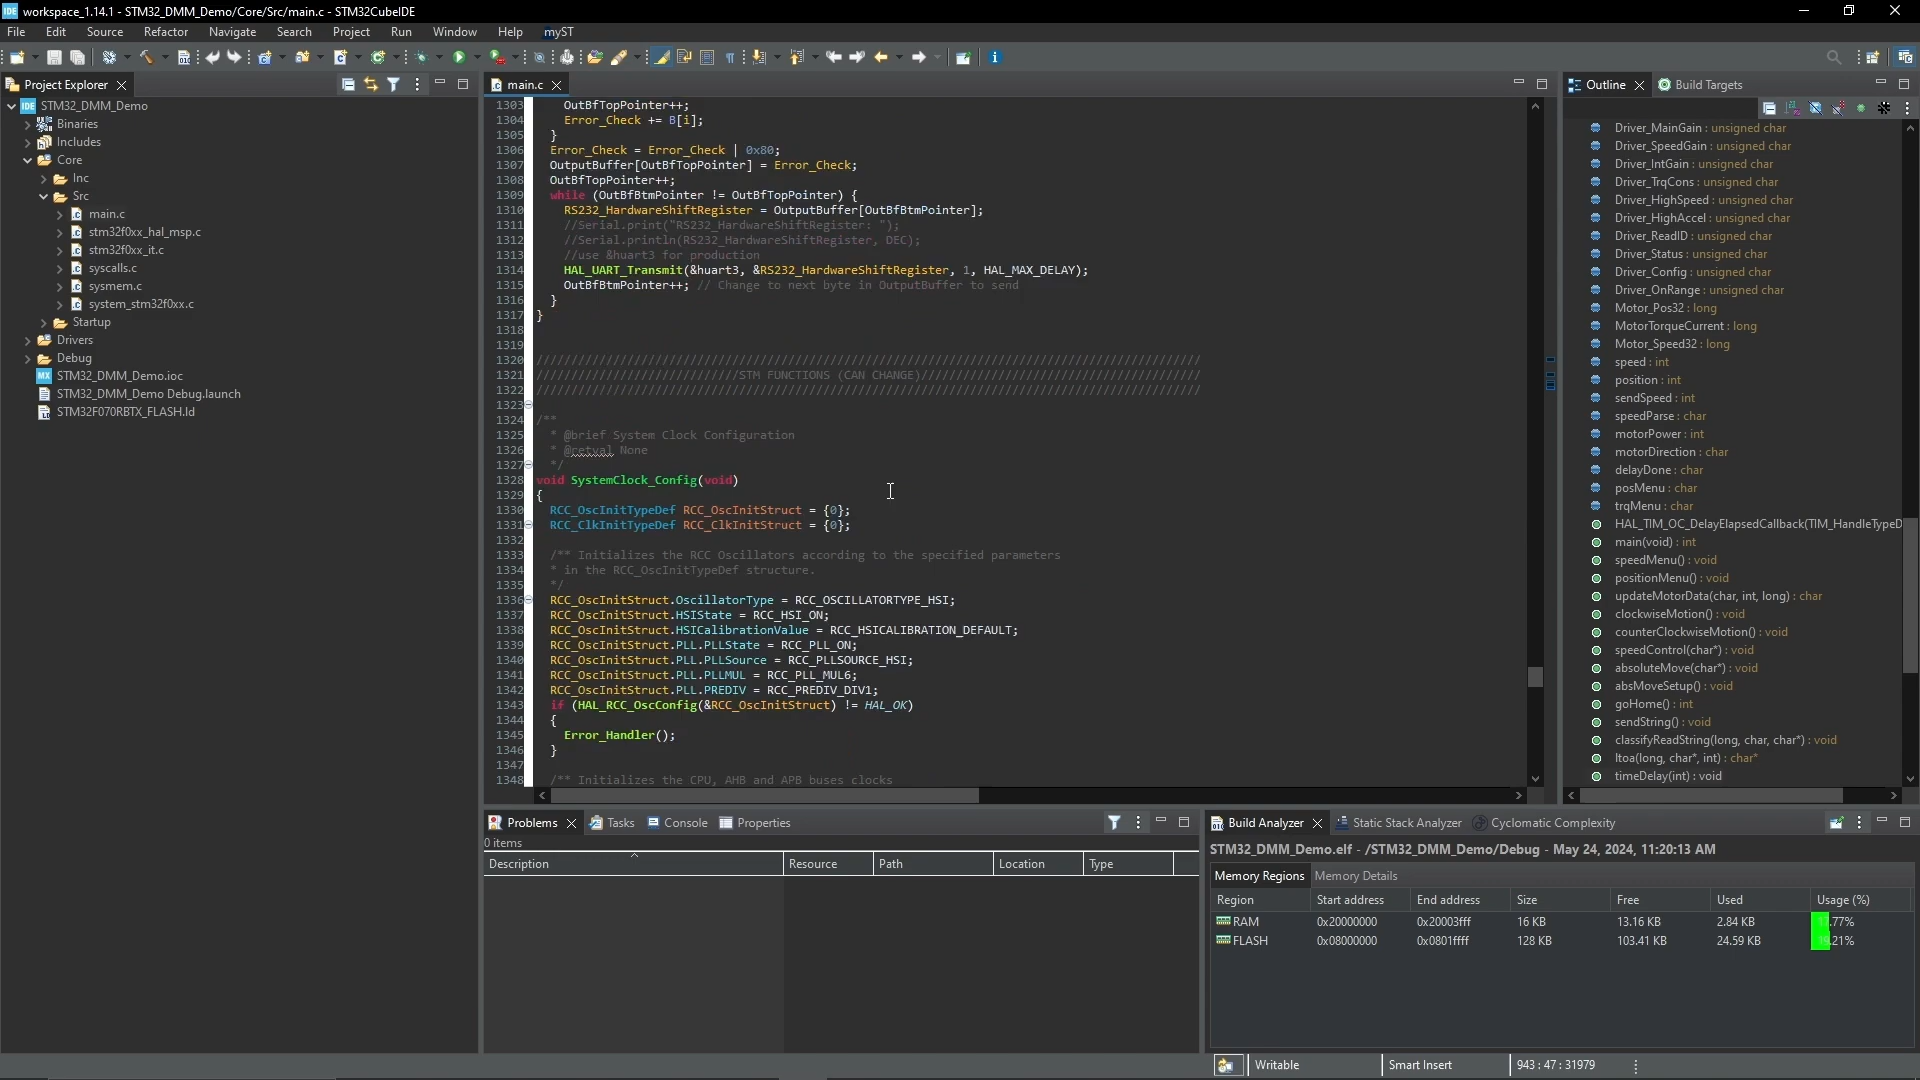 workspace_1.14.1 - STM32_DMM_Demo/Core/Src/main.c - STM32CubeIDE
File Edit Source Refactor Navigate Search Project Run Window Help myST
Project Explorer
STM32_DMM_Demo
Binaries
Includes
Core
Inc
Src
main.c
stm32f0xx_hal_msp.c
stm32f0xx_it.c
syscalls.c
sysmem.c
system_stm32f0xx.c
Startup
Drivers
Debug
STM32_DMM_Demo.ioc
STM32_DMM_Demo Debug.launch
STM32F070RBTX_FLASH.ld
main.c
1303 OutBfTopPointer++;
1304 Error_Check += B[i];
1305 }
1306 Error_Check = Error_Check | 0x80;
1307 OutputBuffer[OutBfTopPointer] = Error_Check;
1308 OutBfTopPointer++;
1309 while (OutBfBtmPointer != OutBfTopPointer) {
1310 RS232_HardwareShiftRegister = OutputBuffer[OutBfBtmPointer];
1311 //Serial.print("RS232_HardwareShiftRegister: ");
1312 //Serial.println(RS232_HardwareShiftRegister, DEC);
1313 //use &huart3 for production
1314 HAL_UART_Transmit(&huart3, &RS232_HardwareShiftRegister, 1, HAL_MAX_DELAY);
1315 OutBfBtmPointer++; // Change to next byte in OutputBuffer to send
1316 }
1317 }
1318
1319
1320 ///////////////////////////////////////////////////////////////////////////////////////////////
1321 /////////////////////////////STM FUNCTIONS (CAN CHANGE)////////////////////////////////////////
1322 ///////////////////////////////////////////////////////////////////////////////////////////////
1323
1324 /**
1325 * @brief System Clock Configuration
1326 * @retval None
1327 */
1328 void SystemClock_Config(void)
1329 {
1330 RCC_OscInitTypeDef RCC_OscInitStruct = {0};
1331 RCC_ClkInitTypeDef RCC_ClkInitStruct = {0};
1332
1333 /** Initializes the RCC Oscillators according to the specified parameters
1334 * in the RCC_OscInitTypeDef structure.
1335 */
1336 RCC_OscInitStruct.OscillatorType = RCC_OSCILLATORTYPE_HSI;
1337 RCC_OscInitStruct.HSIState = RCC_HSI_ON;
1338 RCC_OscInitStruct.HSICalibrationValue = RCC_HSICALIBRATION_DEFAULT;
1339 RCC_OscInitStruct.PLL.PLLState = RCC_PLL_ON;
1340 RCC_OscInitStruct.PLL.PLLSource = RCC_PLLSOURCE_HSI;
1341 RCC_OscInitStruct.PLL.PLLMUL = RCC_PLL_MUL6;
1342 RCC_OscInitStruct.PLL.PREDIV = RCC_PREDIV_DIV1;
1343 if (HAL_RCC_OscConfig(&RCC_OscInitStruct) != HAL_OK)
1344 {
1345 Error_Handler();
1346 }
1347
1348 /** Initializes the CPU, AHB and APB buses clocks
Outline Build Targets
Driver_MainGain : unsigned char
Driver_SpeedGain : unsigned char
Driver_IntGain : unsigned char
Driver_TrqCons : unsigned char
Driver_HighSpeed : unsigned char
Driver_HighAccel : unsigned char
Driver_ReadID : unsigned char
Driver_Status : unsigned char
Driver_Config : unsigned char
Driver_OnRange : unsigned char
Motor_Pos32 : long
MotorTorqueCurrent : long
Motor_Speed32 : long
speed : int
position : int
sendSpeed : int
speedParse : char
motorPower : int
motorDirection : char
delayDone : char
posMenu : char
trqMenu : char
HAL_TIM_OC_DelayElapsedCallback(TIM_HandleTypeD
main(void) : int
speedMenu() : void
positionMenu() : void
updateMotorData(char, int, long) : char
clockwiseMotion() : void
counterClockwiseMotion() : void
speedControl(char*) : void
absoluteMove(char*) : void
absMoveSetup() : void
goHome() : int
sendString() : void
classifyReadString(long, char, char*) : void
ltoa(long, char*, int) : char*
timeDelay(int) : void
Problems Tasks Console Properties
0 items
Description Resource Path Location Type
Build Analyzer Static Stack Analyzer Cyclomatic Complexity
STM32_DMM_Demo.elf - /STM32_DMM_Demo/Debug - May 24, 2024, 11:20:13 AM
Memory Regions Memory Details
Region Start address End address Size Free Used Usage (%)
RAM 0x20000000 0x20003fff 16 KB 13.16 KB 2.84 KB 17.77%
FLASH 0x08000000 0x0801ffff 128 KB 103.41 KB 24.59 KB 19.21%
Writable Smart Insert 943 : 47 : 31979